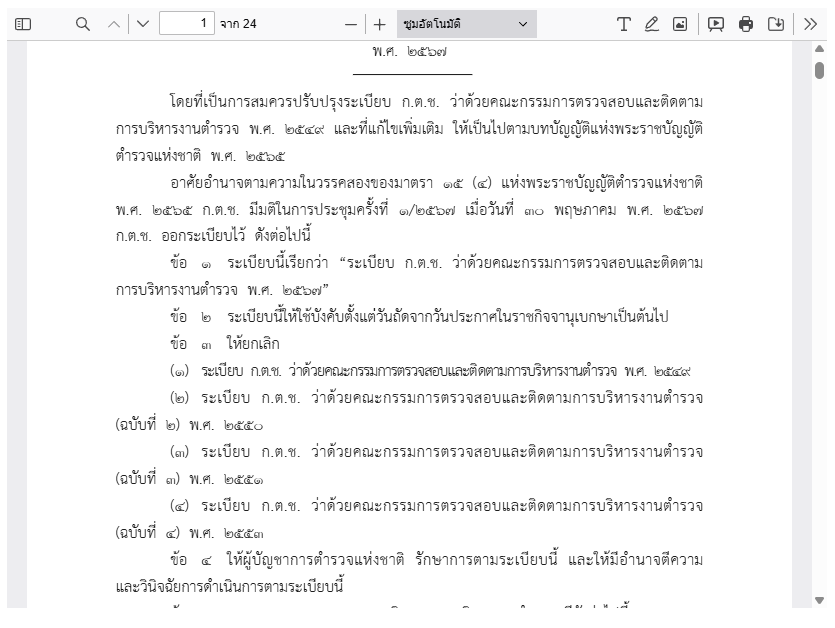 1 จาก 24 ซูมอัตโนมัติ
พ.ศ. ๒๕๖๗
โดยที่เป็นการสมควรปรับปรุงระเบียบ ก.ต.ช. ว่าด้วยคณะกรรมการตรวจสอบและติดตาม
การบริหารงานตำรวจ พ.ศ. ๒๕๔๙ และที่แก้ไขเพิ่มเติม ให้เป็นไปตามบทบัญญัติแห่งพระราชบัญญัติ
ตำรวจแห่งชาติ พ.ศ. ๒๕๖๕
อาศัยอำนาจตามความในวรรคสองของมาตรา ๑๕ (๔) แห่งพระราชบัญญัติตำรวจแห่งชาติ
พ.ศ. ๒๕๖๕ ก.ต.ช. มีมติในการประชุมครั้งที่ ๑/๒๕๖๗ เมื่อวันที่ ๓๐ พฤษภาคม พ.ศ. ๒๕๖๗
ก.ต.ช. ออกระเบียบไว้ ดังต่อไปนี้
ข้อ ๑ ระเบียบนี้เรียกว่า “ระเบียบ ก.ต.ช. ว่าด้วยคณะกรรมการตรวจสอบและติดตาม
การบริหารงานตำรวจ พ.ศ. ๒๕๖๗”
ข้อ ๒ ระเบียบนี้ให้ใช้บังคับตั้งแต่วันถัดจากวันประกาศในราชกิจจานุเบกษาเป็นต้นไป
ข้อ ๓ ให้ยกเลิก
(๑) ระเบียบ ก.ต.ช. ว่าด้วยคณะกรรมการตรวจสอบและติดตามการบริหารงานตำรวจ พ.ศ. ๒๕๔๙
(๒) ระเบียบ ก.ต.ช. ว่าด้วยคณะกรรมการตรวจสอบและติดตามการบริหารงานตำรวจ
(ฉบับที่ ๒) พ.ศ. ๒๕๕๐
(๓) ระเบียบ ก.ต.ช. ว่าด้วยคณะกรรมการตรวจสอบและติดตามการบริหารงานตำรวจ
(ฉบับที่ ๓) พ.ศ. ๒๕๕๑
(๔) ระเบียบ ก.ต.ช. ว่าด้วยคณะกรรมการตรวจสอบและติดตามการบริหารงานตำรวจ
(ฉบับที่ ๔) พ.ศ. ๒๕๕๓
ข้อ ๔ ให้ผู้บัญชาการตำรวจแห่งชาติ รักษาการตามระเบียบนี้ และให้มีอำนาจตีความ
และวินิจฉัยการดำเนินการตามระเบียบนี้